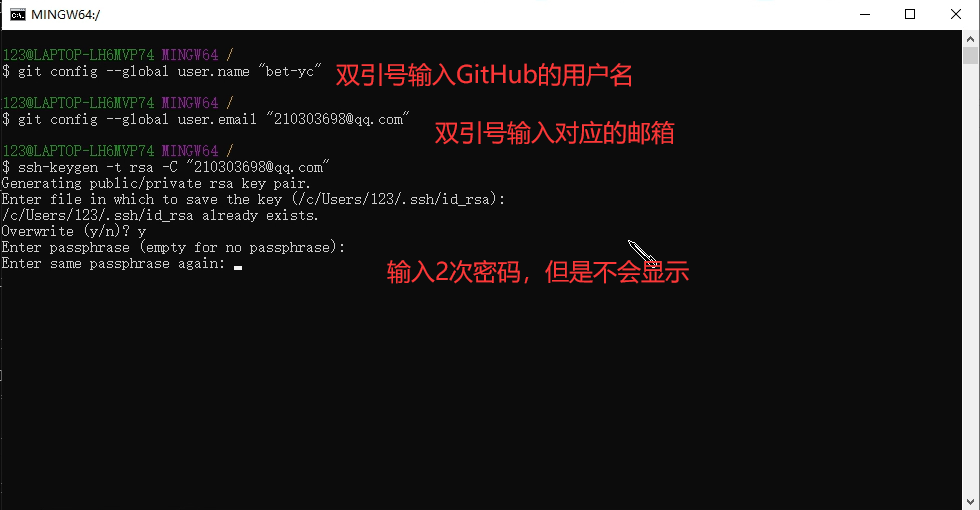 MINGW64:/
123@LAPTOP-LH6MVP74 MINGW64 /
$ git config --global user.name "bet-yc" 双引号输入GitHub的用户名
123@LAPTOP-LH6MVP74 MINGW64 /
$ git config --global user.email "210303698@qq.com" 双引号输入对应的邮箱
123@LAPTOP-LH6MVP74 MINGW64 /
$ ssh-keygen -t rsa -C "210303698@qq.com"
Generating public/private rsa key pair.
Enter file in which to save the key (/c/Users/123/.ssh/id_rsa):
/c/Users/123/.ssh/id_rsa already exists.
Overwrite (y/n)? y
Enter passphrase (empty for no passphrase):
Enter same passphrase again:
输入2次密码，但是不会显示